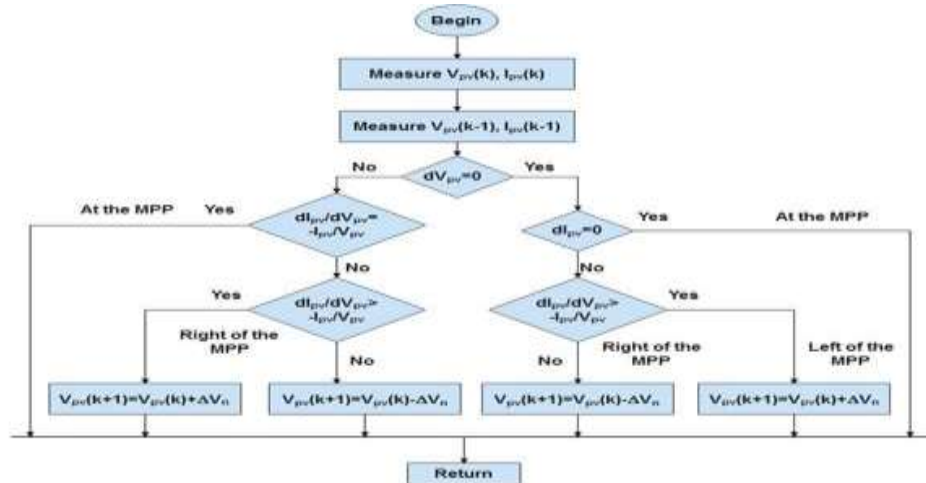 Begin
Measure Vpv(k), Ipv(k)
Measure Vpv(k-1), Ipv(k-1)
No
dVpv=0
Yes
At the MPP
Yes
dIpv/dVpv=
-Ipv/Vpv
dIpv=0
Yes
At the MPP
No
No
Yes
dIpv/dVpv>
-Ipv/Vpv
dIpv/dVpv>
-Ipv/Vpv
Yes
Right of the
MPP
No
No
Right of the
MPP
Left of the
MPP
Vpv(k+1)=Vpv(k)+ΔVn
Vpv(k+1)=Vpv(k)-ΔVn
Vpv(k+1)=Vpv(k)-ΔVn
Vpv(k+1)=Vpv(k)+ΔVn
Return